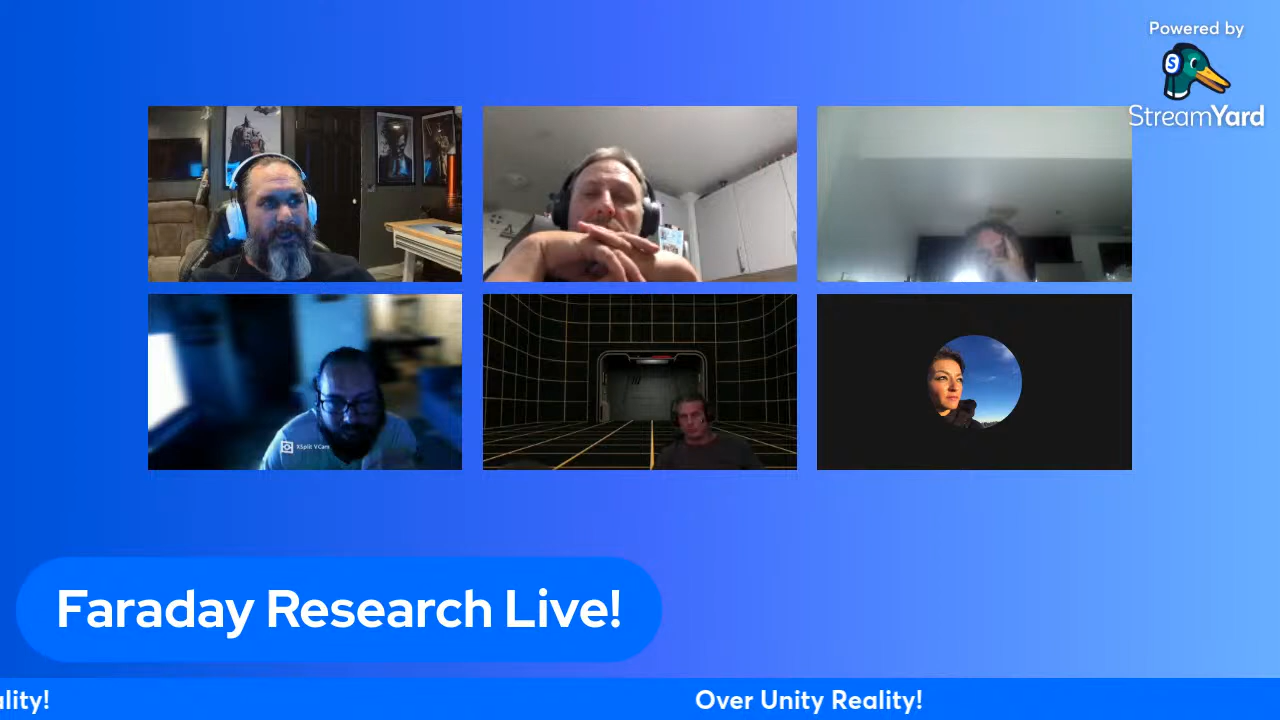 Powered by
S
StreamYard
XSplit VCam
Faraday Research Live!
ality!
Over Unity Reality!